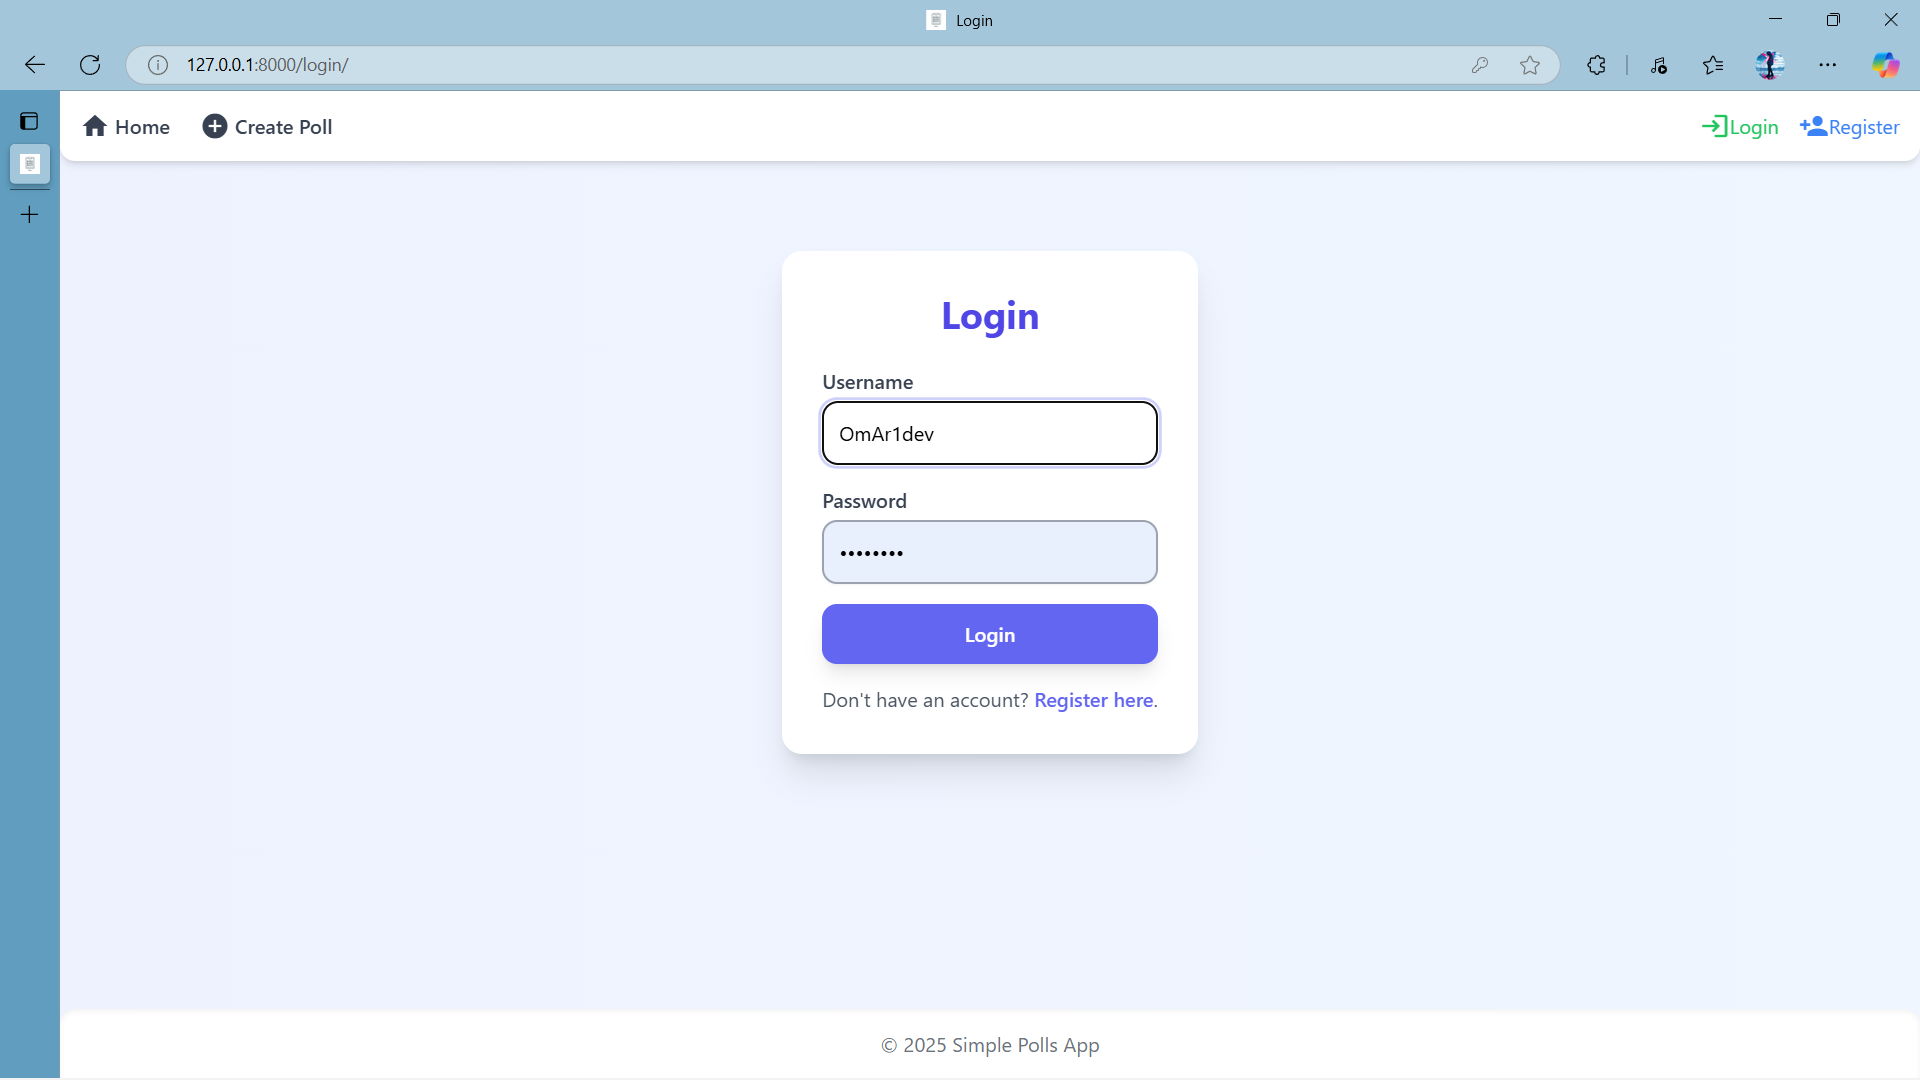 Login
127.0.0.1:8000/login/
Home Create Poll Login Register
Login
Username
OmAr1dev
Password
••••••••
Login
Don't have an account? Register here.
© 2025 Simple Polls App